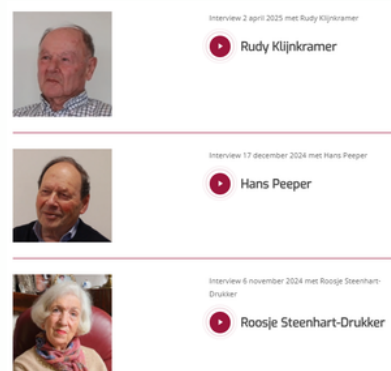 Interview 2 april 2025 met Rudy Klijnkramer
Rudy Klijnkramer
Interview 17 december 2024 met Hans Peeper
Hans Peeper
Interview 6 november 2024 met Roosje Steenhart-
Drukker
Roosje Steenhart-Drukker